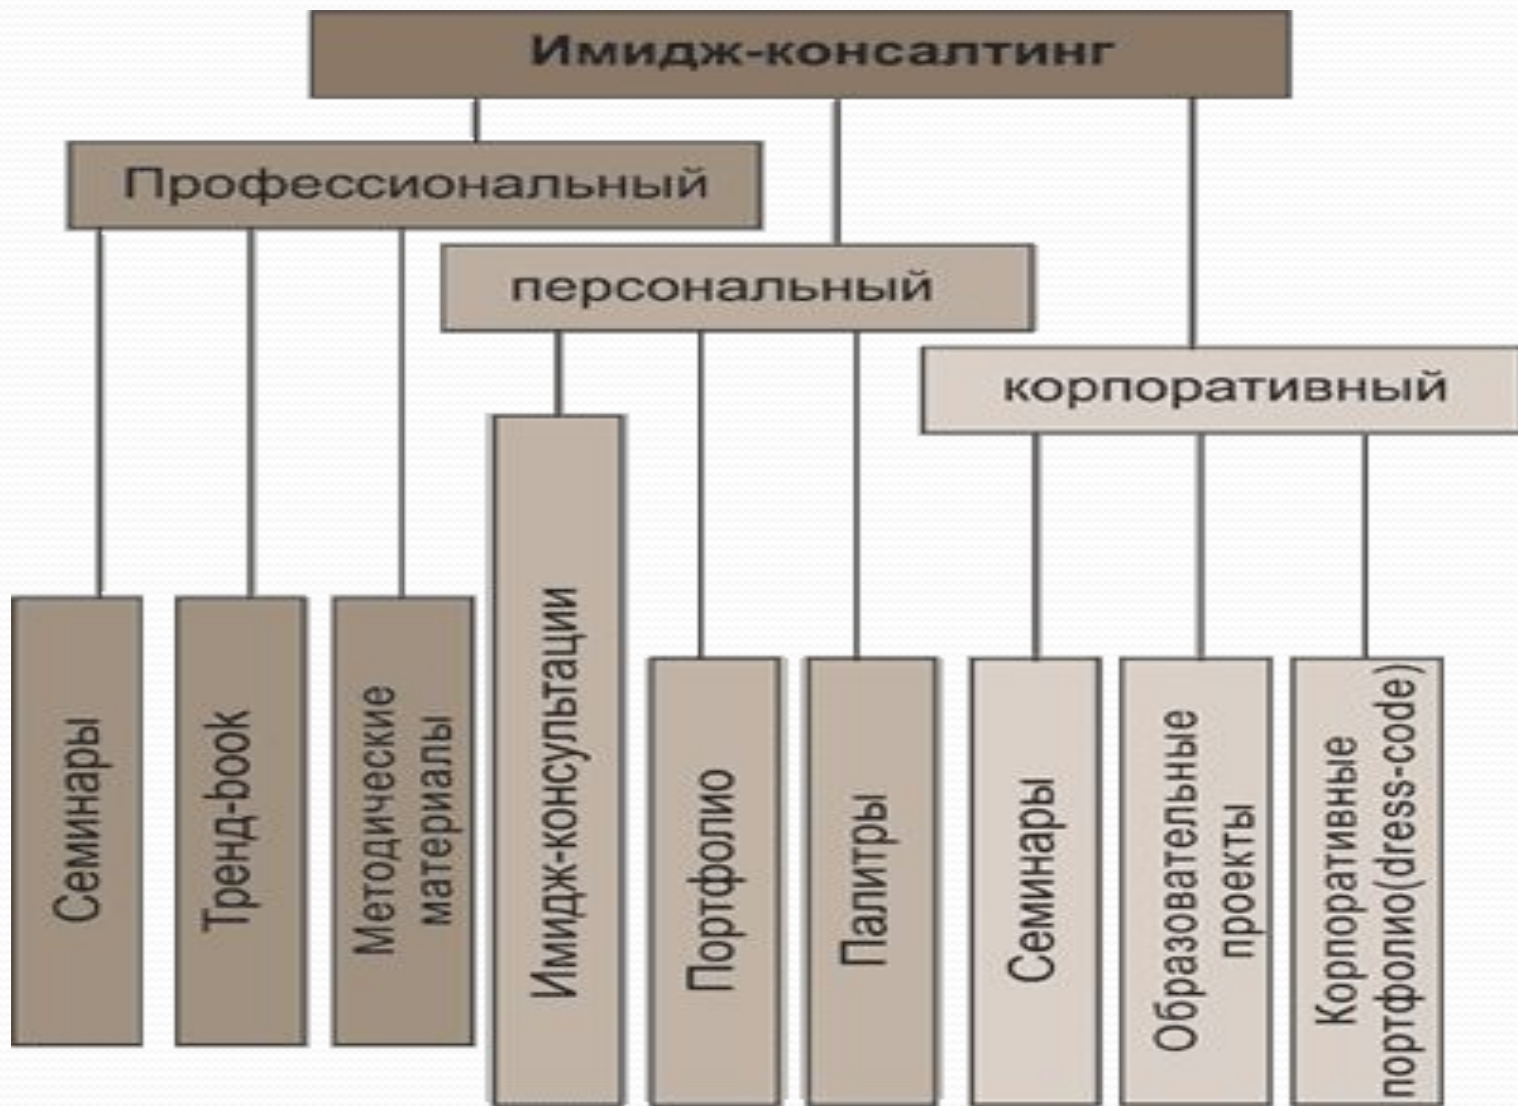 Имидж-консалтинг
Профессиональный
персональный
корпоративный
Семинары
Тренд-book
Методические
материалы
Имидж-консультации
Портфолио
Палитры
Семинары
Образовательные
проекты
Корпоративные
портфолио(dress-code)